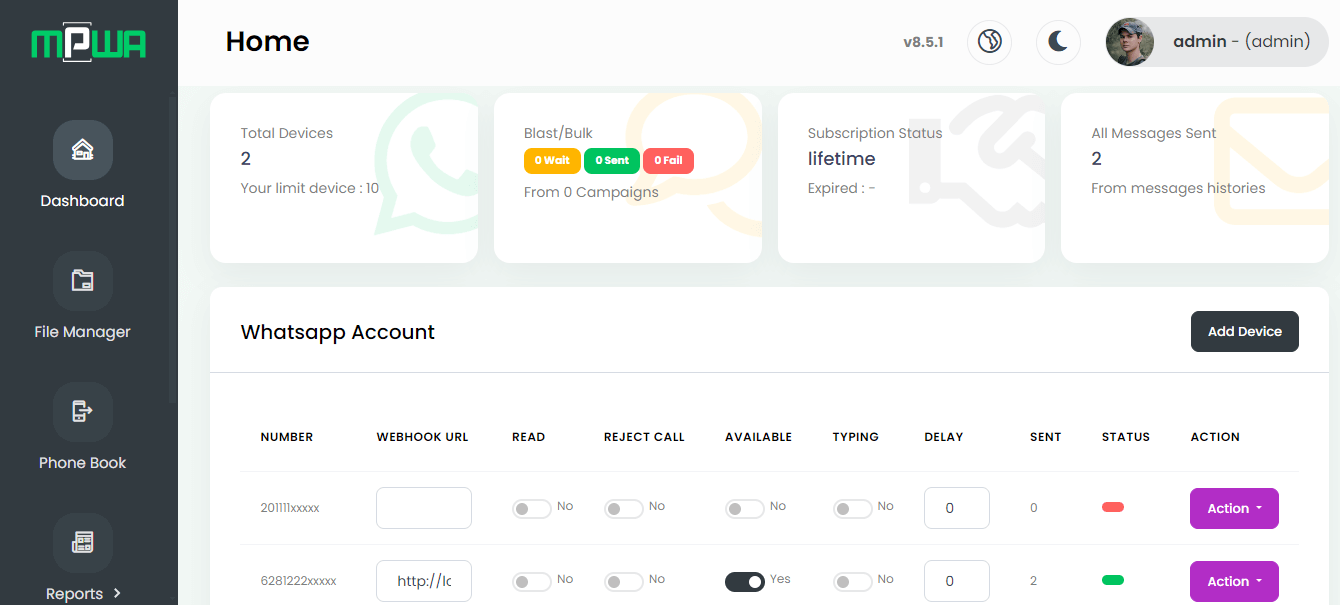 MPWA
Home
v8.5.1
admin - (admin)
Dashboard
File Manager
Phone Book
Reports
Total Devices
2
Your limit device : 10
Blast/Bulk
0 Wait 0 Sent 0 Fail
From 0 Campaigns
Subscription Status
lifetime
Expired : -
All Messages Sent
2
From messages histories
Whatsapp Account
Add Device
NUMBER WEBHOOK URL READ REJECT CALL AVAILABLE TYPING DELAY SENT STATUS ACTION
201111xxxxx No No No No 0 0 Action
6281222xxxxx http://lc No No Yes No 0 2 Action